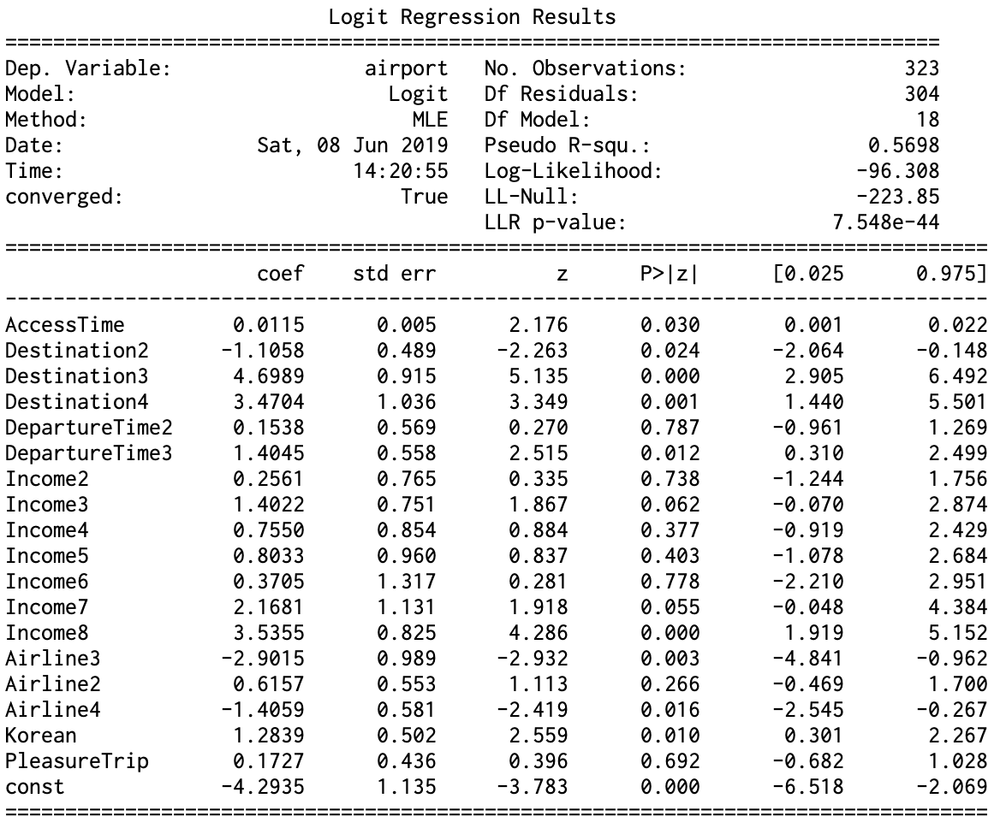 Logit Regression Results
==============================================================================
Dep. Variable: airport No. Observations: 323
Model: Logit Df Residuals: 304
Method: MLE Df Model: 18
Date: Sat, 08 Jun 2019 Pseudo R-squ.: 0.5698
Time: 14:20:55 Log-Likelihood: -96.308
converged: True LL-Null: -223.85
LLR p-value: 7.548e-44
==================================================================================
coef std err z P>|z| [0.025 0.975]
----------------------------------------------------------------------------------
AccessTime 0.0115 0.005 2.176 0.030 0.001 0.022
Destination2 -1.1058 0.489 -2.263 0.024 -2.064 -0.148
Destination3 4.6989 0.915 5.135 0.000 2.905 6.492
Destination4 3.4704 1.036 3.349 0.001 1.440 5.501
DepartureTime2 0.1538 0.569 0.270 0.787 -0.961 1.269
DepartureTime3 1.4045 0.558 2.515 0.012 0.310 2.499
Income2 0.2561 0.765 0.335 0.738 -1.244 1.756
Income3 1.4022 0.751 1.867 0.062 -0.070 2.874
Income4 0.7550 0.854 0.884 0.377 -0.919 2.429
Income5 0.8033 0.960 0.837 0.403 -1.078 2.684
Income6 0.3705 1.317 0.281 0.778 -2.210 2.951
Income7 2.1681 1.131 1.918 0.055 -0.048 4.384
Income8 3.5355 0.825 4.286 0.000 1.919 5.152
Airline3 -2.9015 0.989 -2.932 0.003 -4.841 -0.962
Airline2 0.6157 0.553 1.113 0.266 -0.469 1.700
Airline4 -1.4059 0.581 -2.419 0.016 -2.545 -0.267
Korean 1.2839 0.502 2.559 0.010 0.301 2.267
PleasureTrip 0.1727 0.436 0.396 0.692 -0.682 1.028
const -4.2935 1.135 -3.783 0.000 -6.518 -2.069
==================================================================================